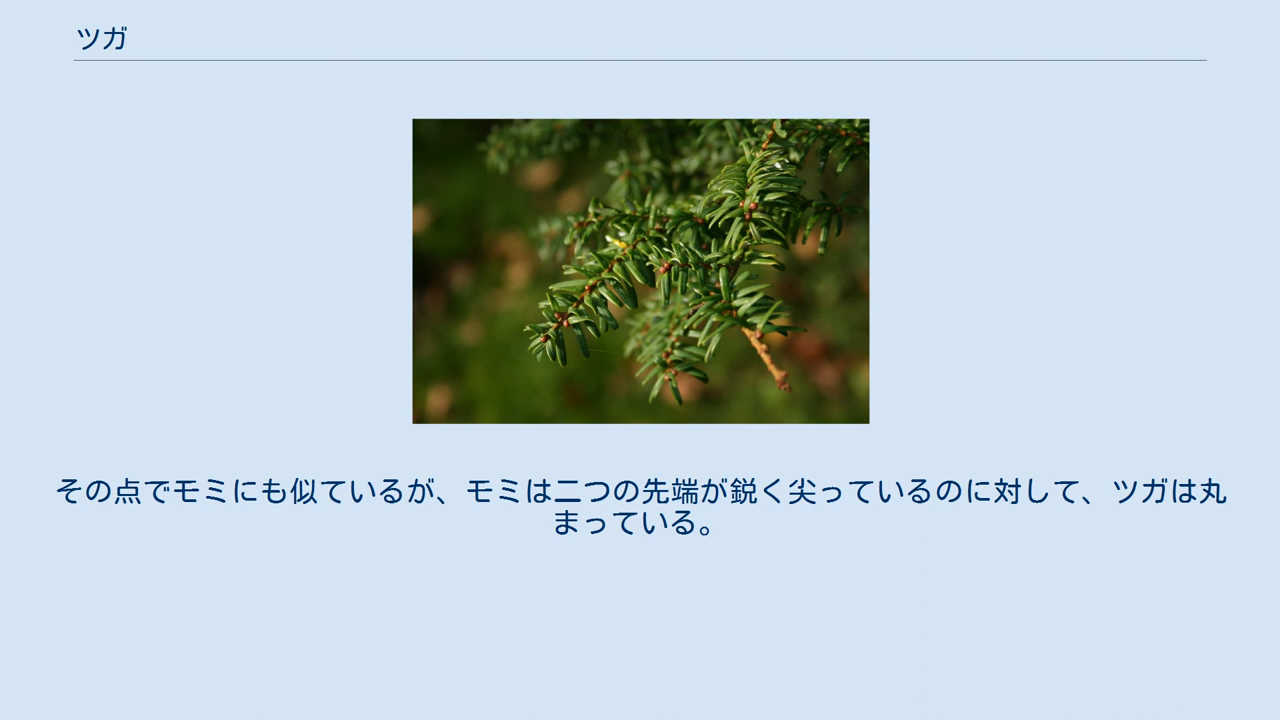 ツガ
その点でモミにも似ているが、モミは二つの先端が鋭く尖っているのに対して、ツガは丸
まっている。